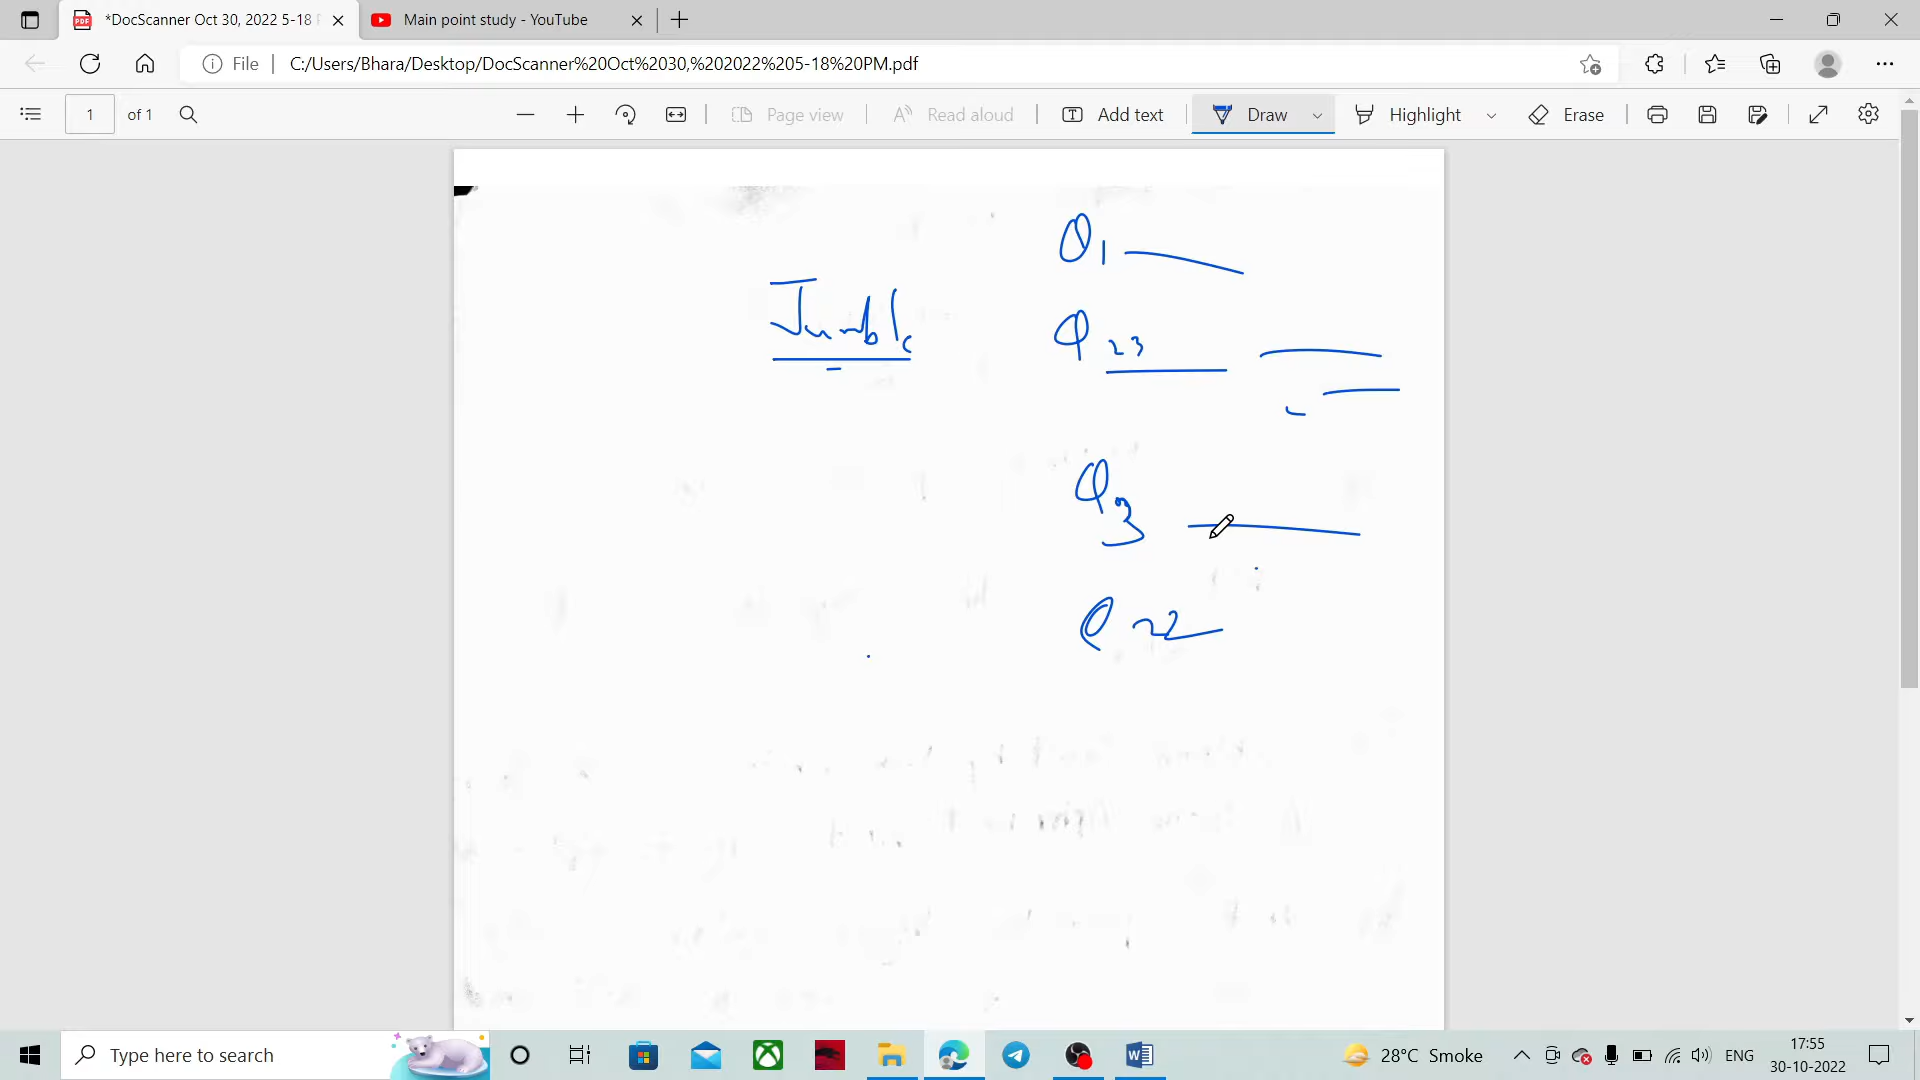 *DocScanner Oct 30, 2022 5-18
Main point study - YouTube
File
C:/Users/Bhara/Desktop/DocScanner%20Oct%2030,%202022%205-18%20PM.pdf
1 of 1
Page view
Read aloud
Add text
Draw
Highlight
Erase
Q1
Jumble
Q23
Q3
Q22
Type here to search
28°C Smoke
ENG
17:55
30-10-2022